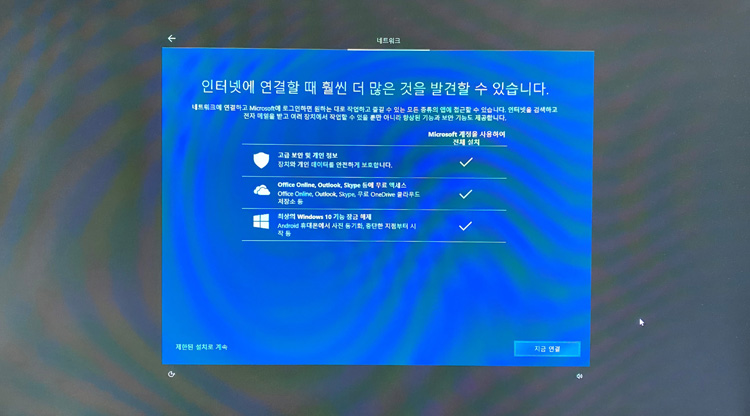 네트워크
인터넷에 연결할 때 훨씬 더 많은 것을 발견할 수 있습니다.
네트워크에 연결하고 Microsoft에 로그인하면 원하는 대로 작업하고 즐길 수 있는 모든 종류의 앱에 접근할 수 있습니다. 인터넷을 검색하고
전자 메일을 받고 여러 장치에서 작업할 수 있을 뿐만 아니라 향상된 기능과 보안 기능도 제공합니다.
Microsoft 계정을 사용하여
전체 설치
고급 보안 및 개인 정보
장치와 개인 데이터를 안전하게 보호합니다.
Office Online, Outlook, Skype 등에 무료 액세스
Office Online, Outlook, Skype, 무료 OneDrive 클라우드
저장소 등
최상의 Windows 10 기능 잠금 해제
Android 휴대폰에서 사진 동기화, 중단한 지점부터 시
작 등
제한된 설치로 계속
지금 연결